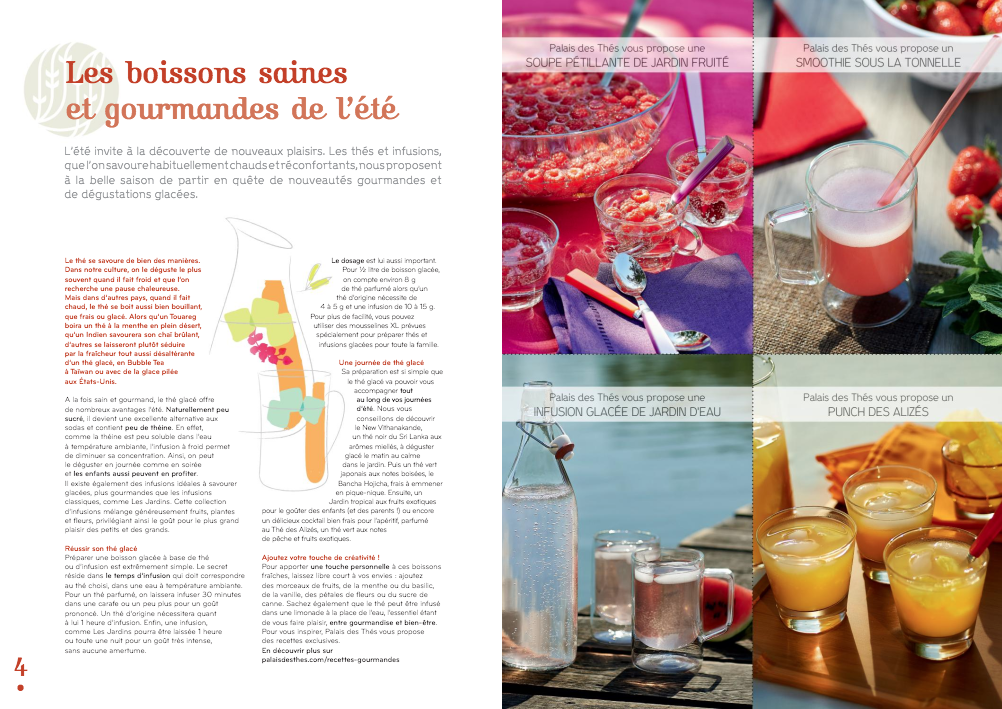 Les boissons saines
et gourmandes de l'été
L'été invite à la découverte de nouveaux plaisirs. Les thés et infusions,
que l'on savoure habituellement chauds et réconfortants, nous proposent
à la belle saison de partir en quête de nouveautés gourmandes et
de dégustations glacées.
Le thé se savoure de bien des manières.
Dans notre culture, on le déguste le plus
souvent quand il fait froid et que l'on
recherche une pause chaleureuse.
Mais dans d'autres pays, quand il fait
chaud, le thé se boit aussi bien bouillant,
que frais ou glacé. Alors qu'un Touareg
boira un thé à la menthe en plein désert,
qu'un Indien savourera son chaï brûlant,
d'autres se laisseront plutôt séduire
par la fraîcheur tout aussi désaltérante
d'un thé glacé, en Bubble Tea
à Taïwan ou avec de la glace pilée
aux États-Unis.
A la fois sain et gourmand, le thé glacé offre
de nombreux avantages l'été. Naturellement peu
sucré, il devient une excellente alternative aux
sodas et contient peu de théine. En effet,
comme la théine est peu soluble dans l'eau
à température ambiante, l'infusion à froid permet
de diminuer sa concentration. Ainsi, on peut
le déguster en journée comme en soirée
et les enfants aussi peuvent en profiter.
Il existe également des infusions idéales à savourer
glacées, plus gourmandes que les infusions
classiques, comme Les Jardins. Cette collection
d'infusions mélange généreusement fruits, plantes
et fleurs, privilégiant ainsi le goût pour le plus grand
plaisir des petits et des grands.
Réussir son thé glacé
Préparer une boisson glacée à base de thé
ou d'infusion est extrêmement simple. Le secret
réside dans le temps d'infusion qui doit correspondre
au thé choisi, dans une eau à température ambiante.
Pour un thé parfumé, on laissera infuser 30 minutes
dans une carafe ou un peu plus pour un goût
prononcé. Un thé d'origine nécessitera quant
à lui 1 heure d'infusion. Enfin, une infusion,
comme Les Jardins pourra être laissée 1 heure
ou toute une nuit pour un goût très intense,
sans aucune amertume.
Le dosage est lui aussi important.
Pour ½ litre de boisson glacée,
on compte environ 8 g
de thé parfumé alors qu'un
thé d'origine nécessite de
4 à 5 g et une infusion de 10 à 15 g.
Pour plus de facilité, vous pouvez
utiliser des mousselines XL prévues
spécialement pour préparer thés et
infusions glacées pour toute la famille.
Une journée de thé glacé
Sa préparation est si simple que
le thé glacé va pouvoir vous
accompagner tout
au long de vos journées
d'été. Nous vous
conseillons de découvrir
le New Vithanakande,
un thé noir du Sri Lanka aux
arômes miellés, à déguster
glacé le matin au calme
dans le jardin. Puis un thé vert
japonais aux notes boisées, le
Bancha Hojicha, frais à emmener
en pique-nique. Ensuite, un
Jardin tropical aux fruits exotiques
pour le goûter des enfants (et des parents !) ou encore
un délicieux cocktail bien frais pour l'apéritif, parfumé
au Thé des Alizés, un thé vert aux notes
de pêche et fruits exotiques.
Ajoutez votre touche de créativité !
Pour apporter une touche personnelle à ces boissons
fraîches, laissez libre court à vos envies : ajoutez
des morceaux de fruits, de la menthe ou du basilic,
de la vanille, des pétales de fleurs ou du sucre de
canne. Sachez également que le thé peut être infusé
dans une limonade à la place de l'eau, l'essentiel étant
de vous faire plaisir, entre gourmandise et bien-être.
Pour vous inspirer, Palais des Thés vous propose
des recettes exclusives.
En découvrir plus sur
palaisdesthes.com/recettes-gourmandes
4
Palais des Thés vous propose une
SOUPE PÉTILLANTE DE JARDIN FRUITÉ
Palais des Thés vous propose un
SMOOTHIE SOUS LA TONNELLE
Palais des Thés vous propose une
INFUSION GLACÉE DE JARDIN D'EAU
Palais des Thés vous propose un
PUNCH DES ALIZÉS